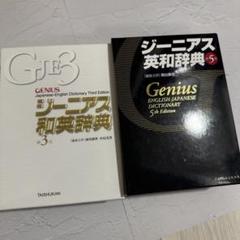 GJE3
GENIUS
Japanese-English Dictionary Third Edition
ジーニアス
和英辞典
第3版
TAISHUKAN
ジーニアス
英和辞典
第5版
Genius
ENGLISH-JAPANESE
DICTIONARY
5th Edition